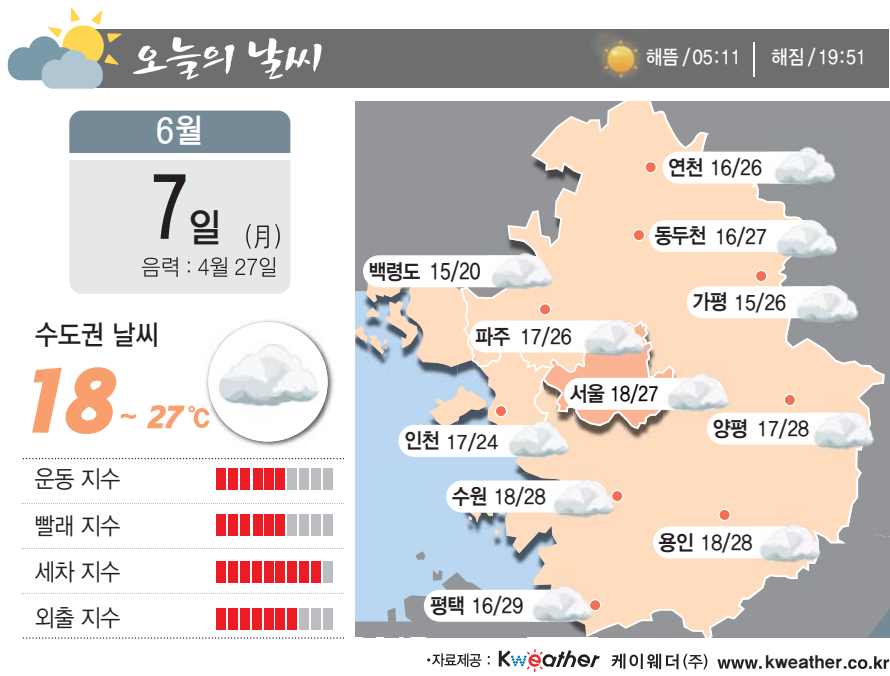 오늘의 날씨
해뜸/05:11
해짐/19:51
6월
7일 (月)
음력 : 4월 27일
수도권 날씨
18 ~ 27℃
운동 지수
빨래 지수
세차 지수
외출 지수
연천 16/26
동두천 16/27
백령도 15/20
가평 15/26
파주 17/26
서울 18/27
양평 17/28
인천 17/24
수원 18/28
용인 18/28
평택 16/29
·자료제공 : Kweather 케이웨더(주) www.kweather.co.kr